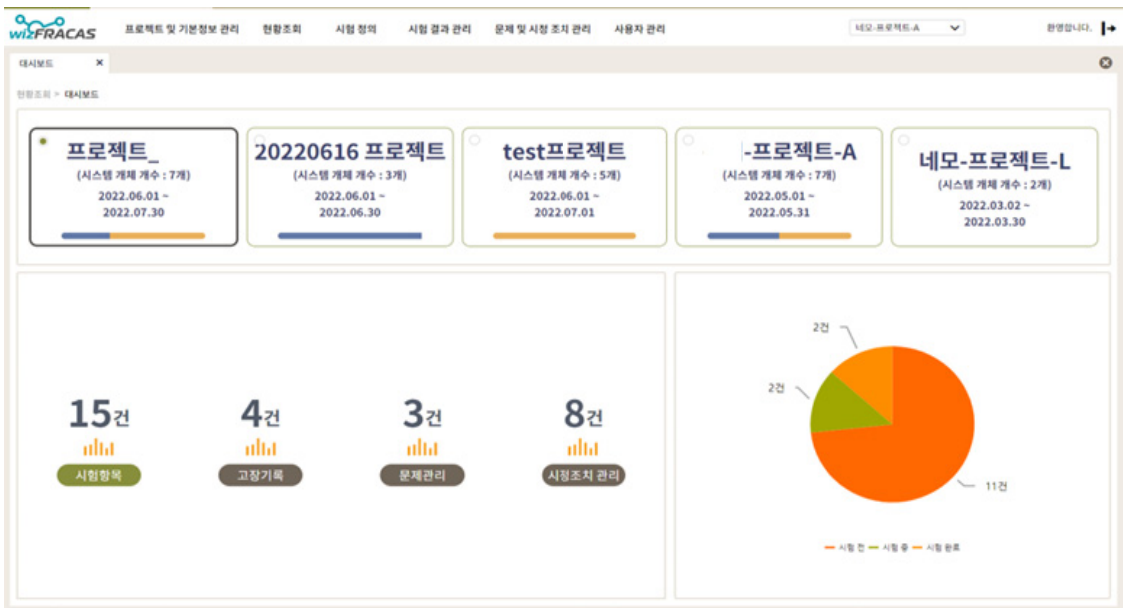 wizFRACAS 프로젝트 및 기본정보 관리 현황조회 시험 정의 시험 결과 관리 문제 및 시정 조치 관리 사용자 관리 네모-프로젝트-A 환영합니다.
대시보드 ×
현황조회 > 대시보드
프로젝트_
(시스템 개체 개수 : 7개)
2022.06.01 ~
2022.07.30
20220616 프로젝트
(시스템 개체 개수 : 3개)
2022.06.01 ~
2022.06.30
test프로젝트
(시스템 개체 개수 : 5개)
2022.06.01 ~
2022.07.01
-프로젝트-A
(시스템 개체 개수 : 7개)
2022.05.01 ~
2022.05.31
네모-프로젝트-L
(시스템 개체 개수 : 2개)
2022.03.02 ~
2022.03.30
15건
시험항목
4건
고장기록
3건
문제관리
8건
시정조치 관리
2건
2건
11건
시험 전 시험 중 시험 완료